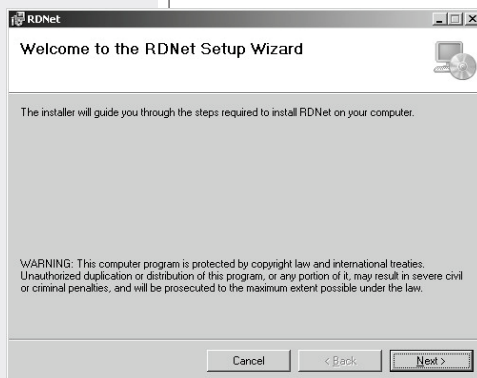 RDNet
Welcome to the RDNet Setup Wizard
The installer will guide you through the steps required to install RDNet on your computer.
WARNING: This computer program is protected by copyright law and international treaties.
Unauthorized duplication or distribution of this program, or any portion of it, may result in severe civil
or criminal penalties, and will be prosecuted to the maximum extent possible under the law.
Cancel
< Back
Next >